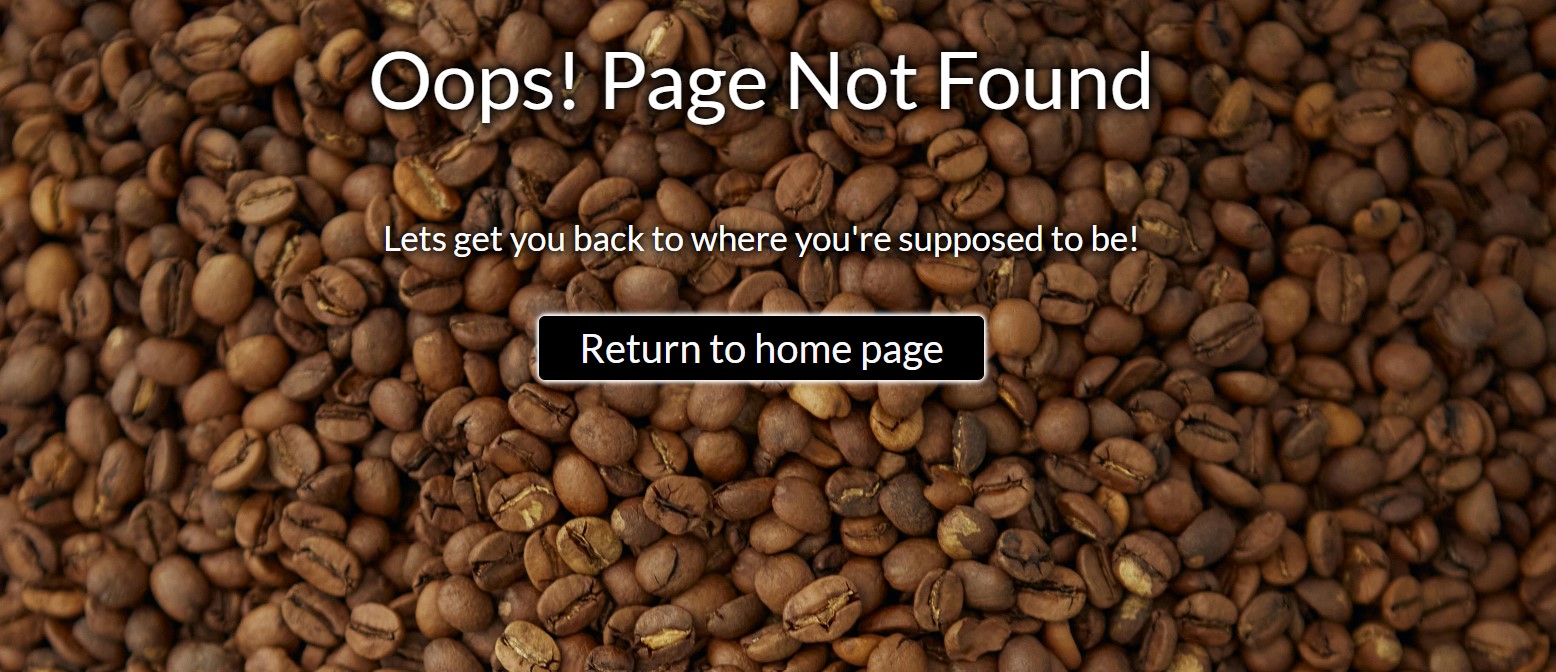 Oops! Page Not Found
Lets get you back to where you're supposed to be!
Return to home page